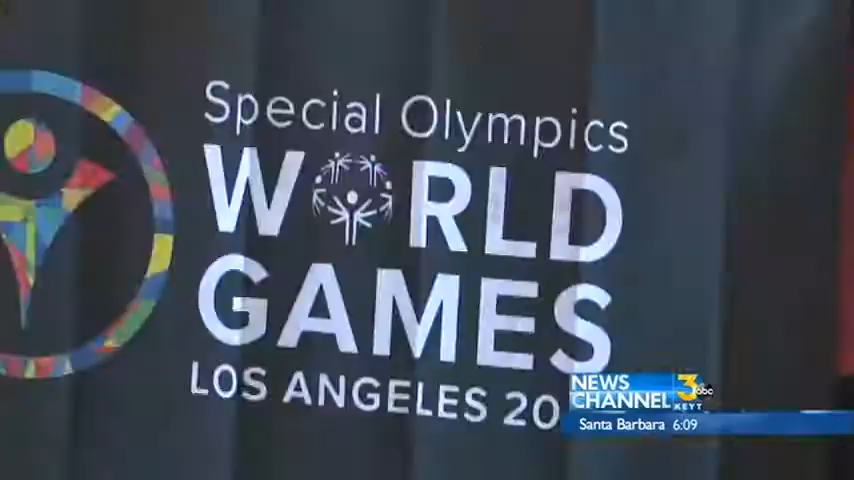 Special Olympics
WORLD
GAMES
LOS ANGELES 20
NEWS
CHANNEL 3 abc
KEYT
Santa Barbara 6:09